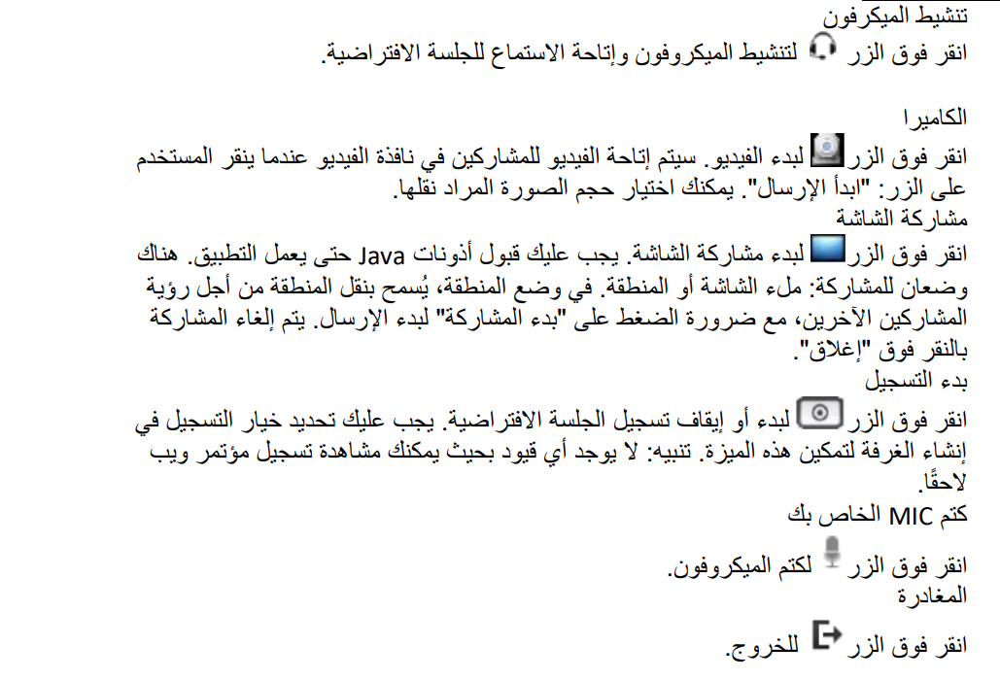 تنشيط الميكرفون
انقر فوق الزر لتنشيط الميكروفون وإتاحة الاستماع للجلسة الافتراضية.
الكاميرا
انقر فوق الزر لبدء الفيديو. سيتم إتاحة الفيديو للمشاركين في نافذة الفيديو عندما ينقر المستخدم
على الزر: "ابدأ الإرسال". يمكنك اختيار حجم الصورة المراد نقلها.
مشاركة الشاشة
انقر فوق الزر لبدء مشاركة الشاشة. يجب عليك قبول أذونات Java حتى يعمل التطبيق. هناك
وضعان للمشاركة: ملء الشاشة أو المنطقة. في وضع المنطقة، يُسمح بنقل المنطقة من أجل رؤية
المشاركين الآخرين، مع ضرورة الضغط على "بدء المشاركة" لبدء الإرسال. يتم إلغاء المشاركة
بالنقر فوق "إغلاق".
بدء التسجيل
انقر فوق الزر لبدء أو إيقاف تسجيل الجلسة الافتراضية. يجب عليك تحديد خيار التسجيل في
إنشاء الغرفة لتمكين هذه الميزة. تنبيه: لا يوجد أي قيود بحيث يمكنك مشاهدة تسجيل مؤتمر ويب
لاحقًا.
كتم MIC الخاص بك
انقر فوق الزر لكتم الميكروفون.
المغادرة
انقر فوق الزر للخروج.